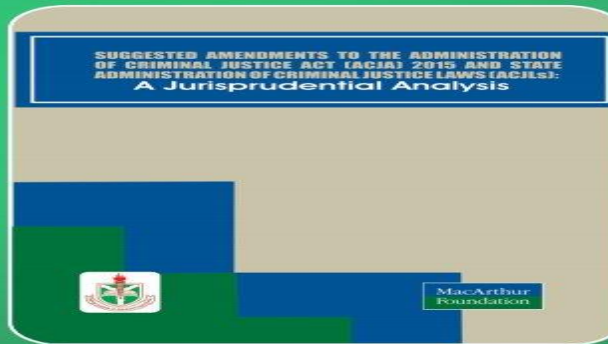 SUGGESTED AMENDMENTS TO THE ADMINISTRATION
OF CRIMINAL JUSTICE ACT (ACJA) 2015 AND STATE
ADMINISTRATION OF CRIMINAL JUSTICE LAWS (ACJLs):
A Jurisprudential Analysis
MacArthur
Foundation